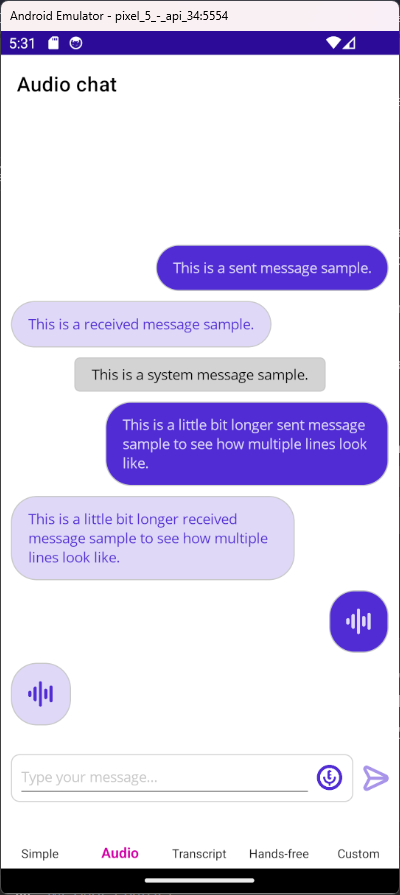 Android Emulator - pixel_5_-_api_34:5554
5:31
Audio chat
This is a sent message sample.
This is a received message sample.
This is a system message sample.
This is a little bit longer sent message
sample to see how multiple lines look
like.
This is a little bit longer received
message sample to see how multiple
lines look like.
Type your message...
Simple Audio Transcript Hands-free Custom